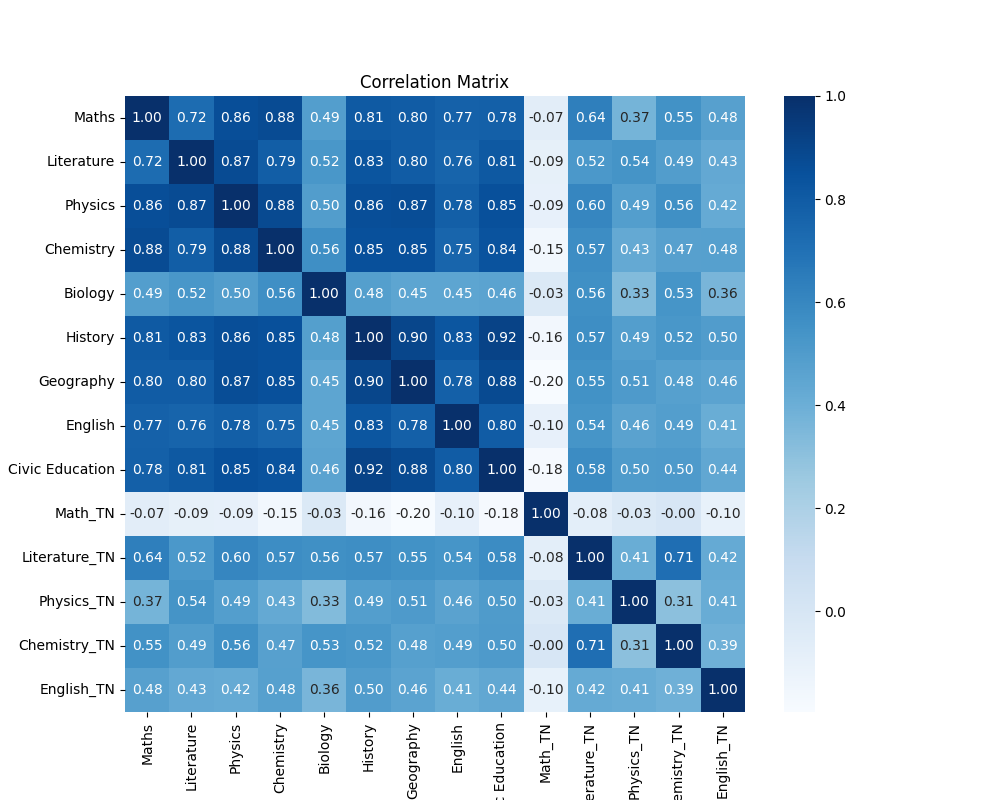 Correlation Matrix
Maths 1.00 0.72 0.86 0.88 0.49 0.81 0.80 0.77 0.78 -0.07 0.64 0.37 0.55 0.48
Literature 0.72 1.00 0.87 0.79 0.52 0.83 0.80 0.76 0.81 -0.09 0.52 0.54 0.49 0.43
Physics 0.86 0.87 1.00 0.88 0.50 0.86 0.87 0.78 0.85 -0.09 0.60 0.49 0.56 0.42
Chemistry 0.88 0.79 0.88 1.00 0.56 0.85 0.85 0.75 0.84 -0.15 0.57 0.43 0.47 0.48
Biology 0.49 0.52 0.50 0.56 1.00 0.48 0.45 0.45 0.46 -0.03 0.56 0.33 0.53 0.36
History 0.81 0.83 0.86 0.85 0.48 1.00 0.90 0.83 0.92 -0.16 0.57 0.49 0.52 0.50
Geography 0.80 0.80 0.87 0.85 0.45 0.90 1.00 0.78 0.88 -0.20 0.55 0.51 0.48 0.46
English 0.77 0.76 0.78 0.75 0.45 0.83 0.78 1.00 0.80 -0.10 0.54 0.46 0.49 0.41
Civic Education 0.78 0.81 0.85 0.84 0.46 0.92 0.88 0.80 1.00 -0.18 0.58 0.50 0.50 0.44
Math_TN -0.07 -0.09 -0.09 -0.15 -0.03 -0.16 -0.20 -0.10 -0.18 1.00 -0.08 -0.03 -0.00 -0.10
Literature_TN 0.64 0.52 0.60 0.57 0.56 0.57 0.55 0.54 0.58 -0.08 1.00 0.41 0.71 0.42
Physics_TN 0.37 0.54 0.49 0.43 0.33 0.49 0.51 0.46 0.50 -0.03 0.41 1.00 0.31 0.41
Chemistry_TN 0.55 0.49 0.56 0.47 0.53 0.52 0.48 0.49 0.50 -0.00 0.71 0.31 1.00 0.39
English_TN 0.48 0.43 0.42 0.48 0.36 0.50 0.46 0.41 0.44 -0.10 0.42 0.41 0.39 1.00
Maths
Literature
Physics
Chemistry
Biology
History
Geography
English
c Education
Math_TN
erature_TN
Physics_TN
emistry_TN
English_TN
1.0
0.8
0.6
0.4
0.2
0.0